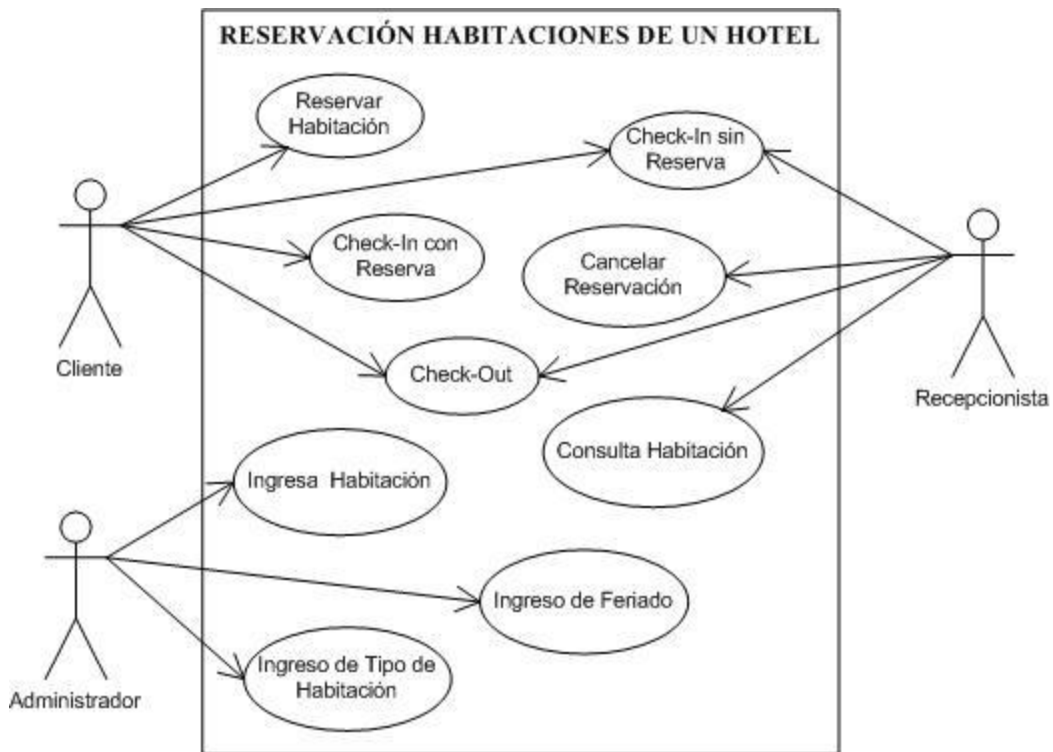 RESERVACIÓN HABITACIONES DE UN HOTEL
Reservar
Habitación
Check-In sin
Reserva
Check-In con
Reserva
Cancelar
Reservación
Cliente
Check-Out
Recepcionista
Consulta Habitación
Ingresa Habitación
Ingreso de Feriado
Ingreso de Tipo de
Habitación
Administrador